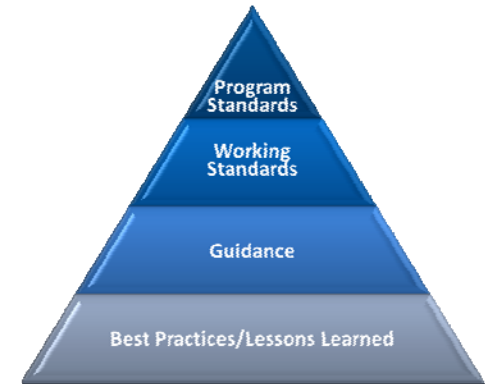 Program
Standards
Working
Standards
Guidance
Best Practices/Lessons Learned